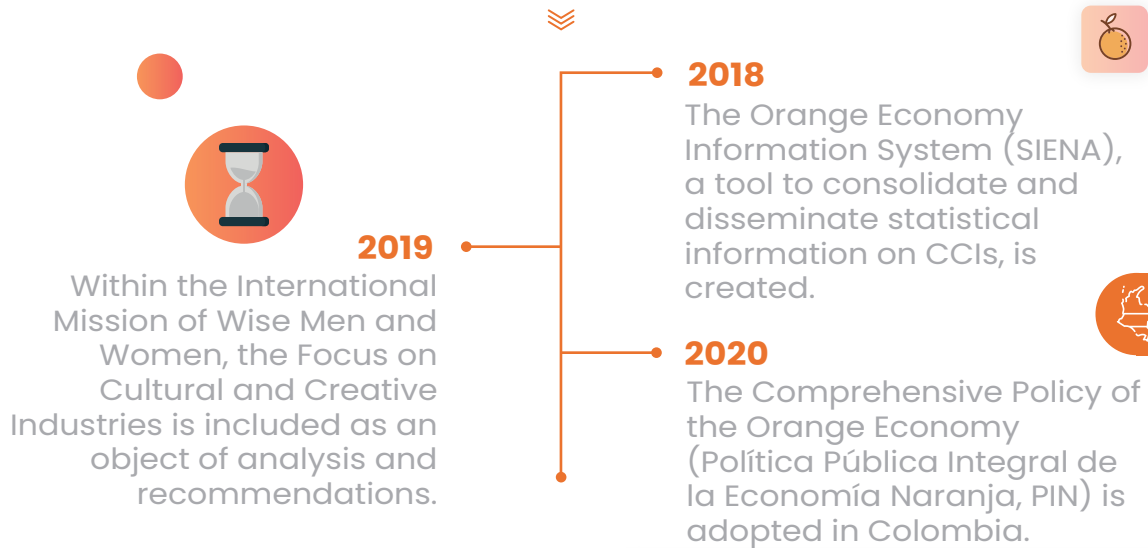 2018
The Orange Economy
Information System (SIENA),
a tool to consolidate and
disseminate statistical
information on CCIs, is
created.
2019
Within the International
Mission of Wise Men and
Women, the Focus on
Cultural and Creative
Industries is included as an
object of analysis and
recommendations.
2020
The Comprehensive Policy of
the Orange Economy
(Política Pública Integral de
la Economía Naranja, PIN) is
adopted in Colombia.